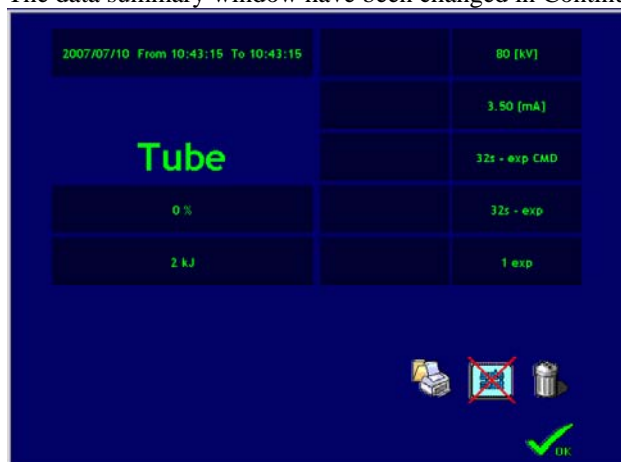 The data summary window have been changed in Contin
2007/07/10 From 10:43:15 To 10:43:15
80 [kV]
3.50 [mA]
Tube
32s - exp CMD
0 %
32s - exp
2 kJ
1 exp
OK